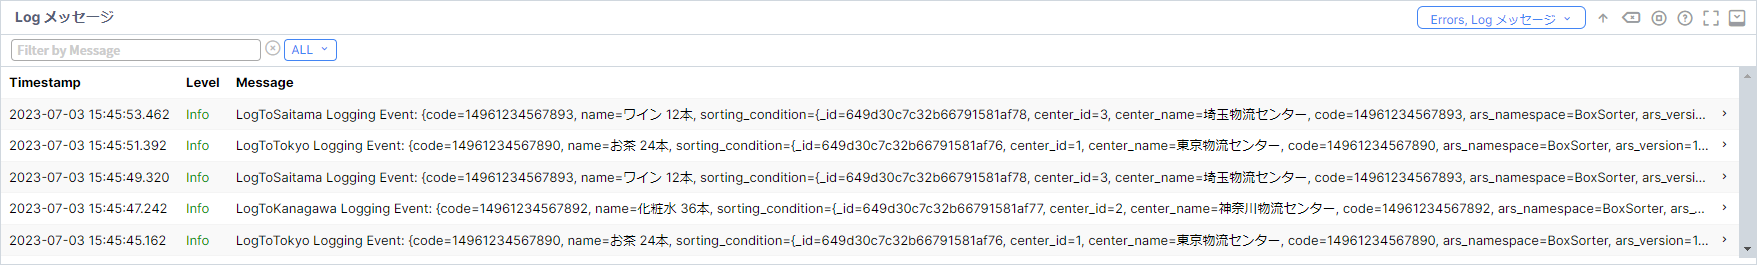 Log メッセージ
Errors, Log メッセージ
Filter by Message ALL
Timestamp Level Message
2023-07-03 15:45:53.462 Info LogToSaitama Logging Event: {code=14961234567893, name=ワイン 12本, sorting_condition={_id=649d30c7c32b66791581af78, center_id=3, center_name=埼玉物流センター, code=14961234567893, ars_namespace=BoxSorter, ars_versi...
2023-07-03 15:45:51.392 Info LogToTokyo Logging Event: {code=14961234567890, name=お茶 24本, sorting_condition={_id=649d30c7c32b66791581af76, center_id=1, center_name=東京物流センター, code=14961234567890, ars_namespace=BoxSorter, ars_version=1...
2023-07-03 15:45:49.320 Info LogToSaitama Logging Event: {code=14961234567893, name=ワイン 12本, sorting_condition={_id=649d30c7c32b66791581af78, center_id=3, center_name=埼玉物流センター, code=14961234567893, ars_namespace=BoxSorter, ars_versi...
2023-07-03 15:45:47.242 Info LogToKanagawa Logging Event: {code=14961234567892, name=化粧水 36本, sorting_condition={_id=649d30c7c32b66791581af77, center_id=2, center_name=神奈川物流センター, code=14961234567892, ars_namespace=BoxSorter, ars_...
2023-07-03 15:45:45.162 Info LogToTokyo Logging Event: {code=14961234567890, name=お茶 24本, sorting_condition={_id=649d30c7c32b66791581af76, center_id=1, center_name=東京物流センター, code=14961234567890, ars_namespace=BoxSorter, ars_version=1...